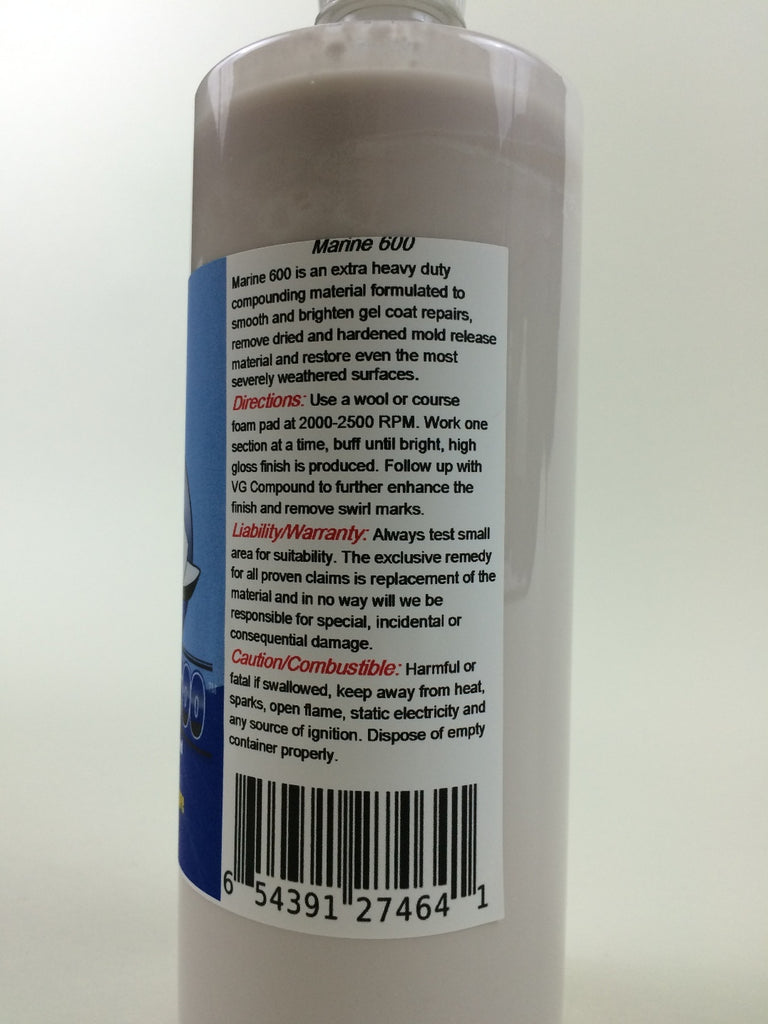 Marine 600
Marine 600 is an extra heavy duty
compounding material formulated to
smooth and brighten gel coat repairs,
remove dried and hardened mold release
material and restore even the most
severely weathered surfaces.
Directions: Use a wool or course
foam pad at 2000-2500 RPM. Work one
section at a time, buff until bright, high
gloss finish is produced. Follow up with
VG Compound to further enhance the
finish and remove swirl marks.
Liability/Warranty: Always test small
area for suitability. The exclusive remedy
for all proven claims is replacement of the
material and in no way will we be
responsible for special, incidental or
consequential damage.
Caution/Combustible: Harmful or
fatal if swallowed, keep away from heat,
sparks, open flame, static electricity and
any source of ignition. Dispose of empty
container properly.
6 54391 27464 1